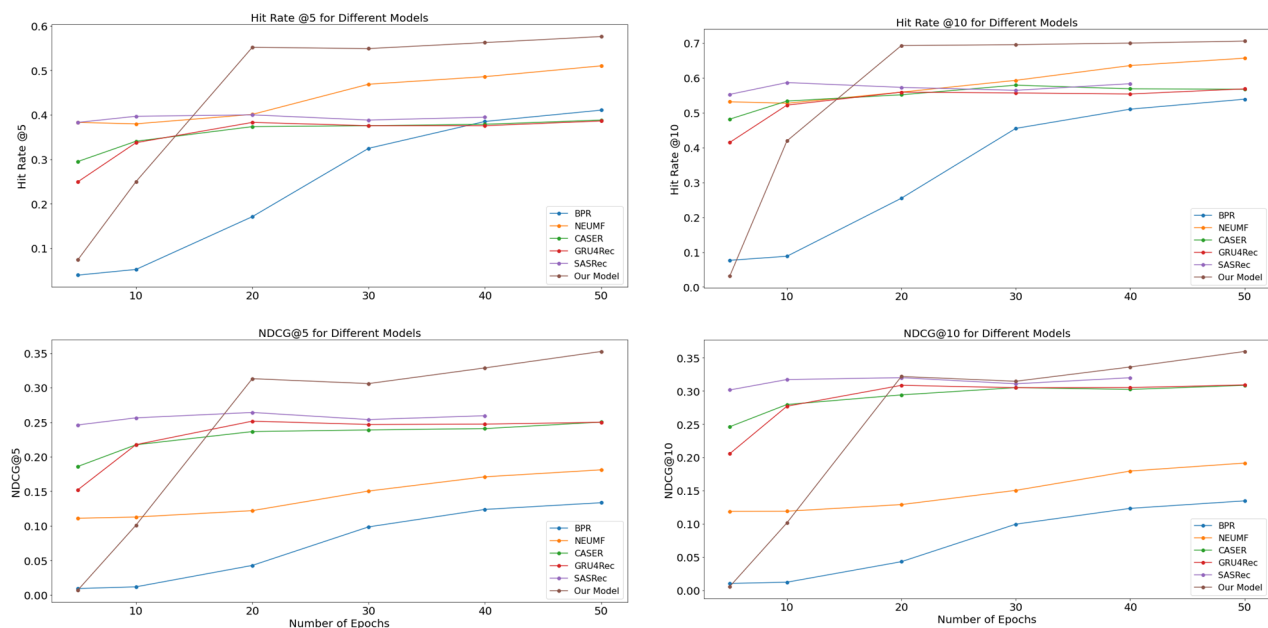 Hit Rate @5 for Different Models
Hit Rate @5
0.6
0.5
0.4
0.3
0.2
0.1
10 20 30 40 50
BPR
NEUMF
CASER
GRU4Rec
SASRec
Our Model
Hit Rate @10 for Different Models
Hit Rate @10
0.7
0.6
0.5
0.4
0.3
0.2
0.1
0.0
10 20 30 40 50
BPR
NEUMF
CASER
GRU4Rec
SASRec
Our Model
NDCG@5 for Different Models
NDCG@5
0.35
0.30
0.25
0.20
0.15
0.10
0.05
0.00
10 20 30 40 50
Number of Epochs
BPR
NEUMF
CASER
GRU4Rec
SASRec
Our Model
NDCG@10 for Different Models
NDCG@10
0.35
0.30
0.25
0.20
0.15
0.10
0.05
0.00
10 20 30 40 50
Number of Epochs
BPR
NEUMF
CASER
GRU4Rec
SASRec
Our Model